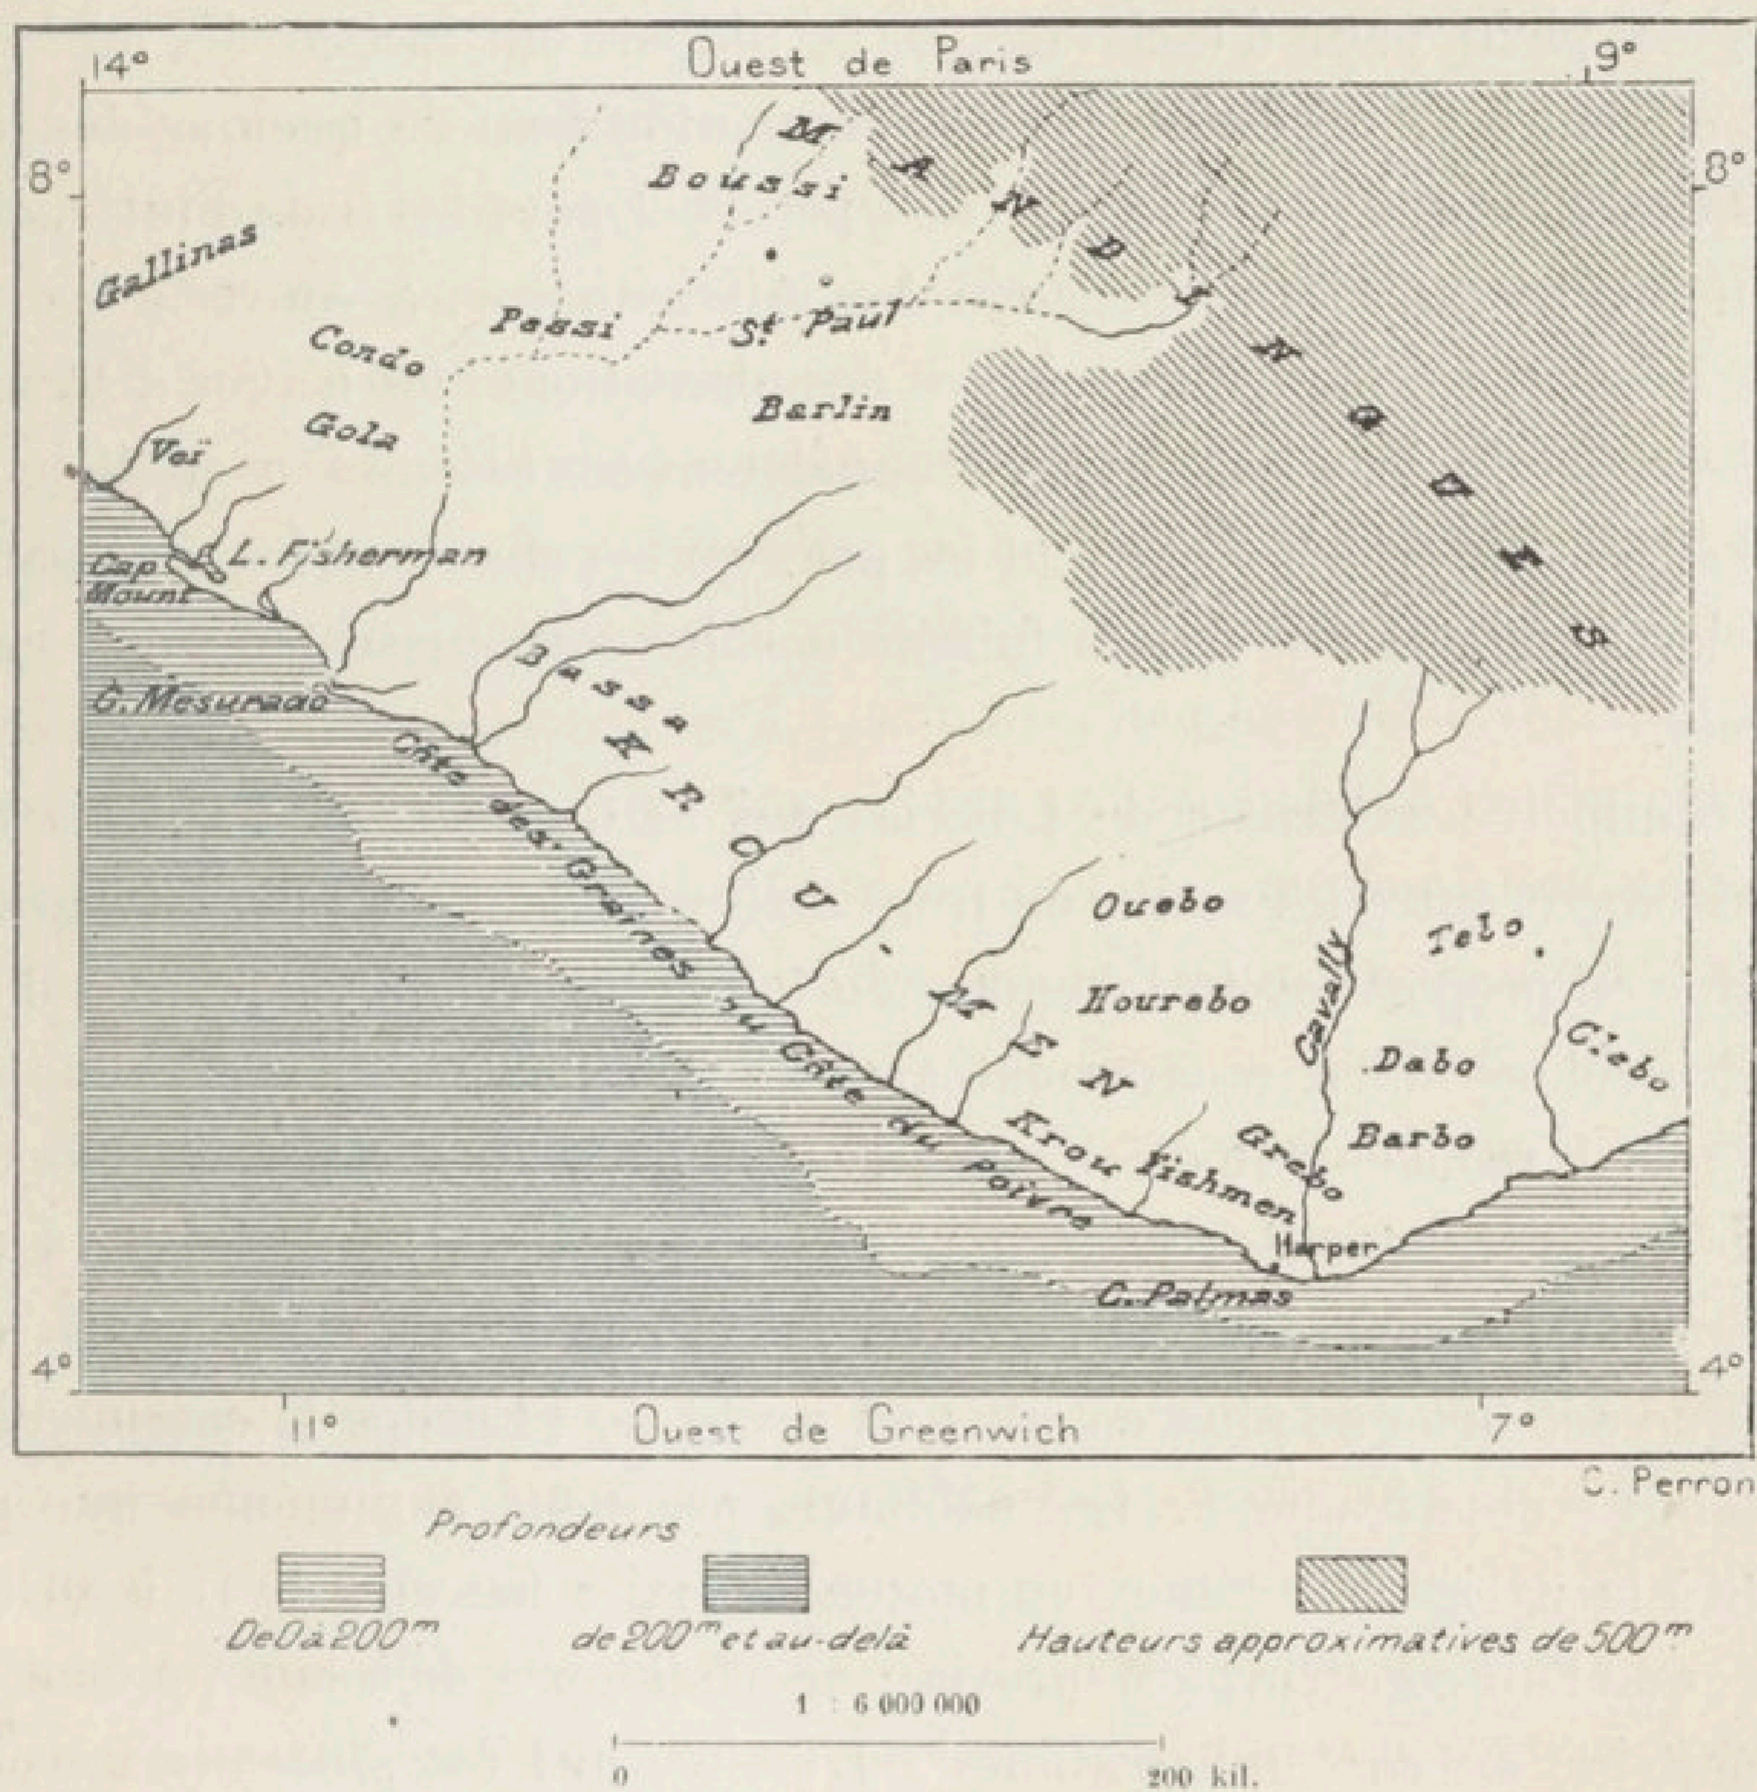 14° Ouest de Paris 9°
8° 8°
MANDINGUES
Boussi
Gallinas
Pessi
St Paul
Condo
Barlin
Gola
Veï
L. Fisherman
Cap
Mount
Bassa
C. Mesurado
KROUMEN
Côte des Graines ou Côte du Poivre
Ouebo
Telo
Cavally
Hourebo
Dabo
Glebo
Krou
Grebo
Barbo
Fishmen
Harper
C. Palmas
4° 4°
11° Ouest de Greenwich 7°
C. Perron
Profondeurs
De 0 à 200m de 200m et au-delà Hauteurs approximatives de 500m
1 : 6 000 000
0 200 kil.